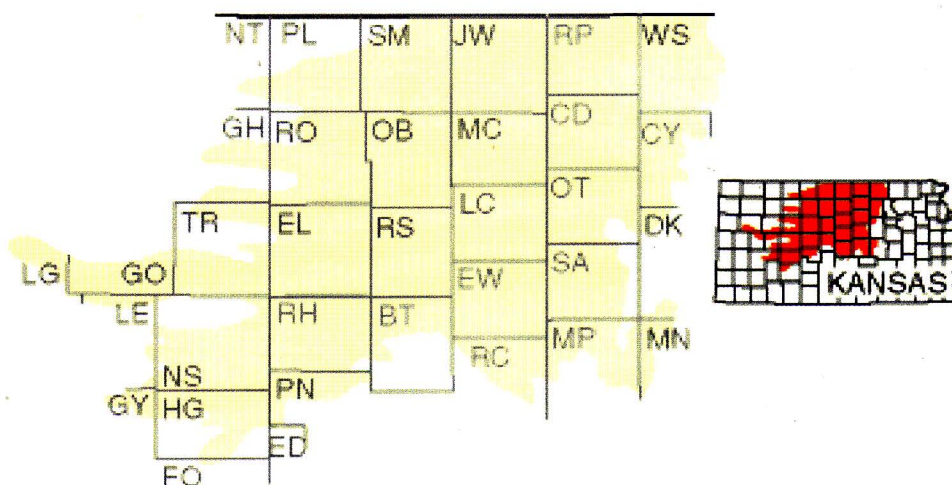 NT PL SM JW RP WS
GH RO OB MC CD CY
TR EL RS LC OT DK
LG GO EW SA
LE RH BT RC MP MN
NS PN
GY HG
ED
FO
KANSAS